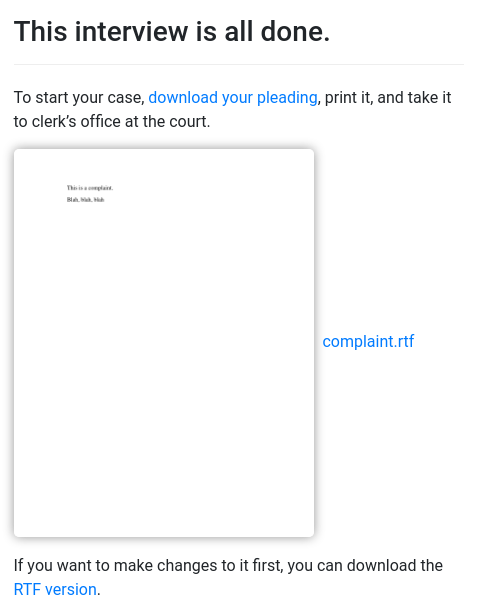 This interview is all done.
To start your case, download your pleading, print it, and take it
to clerk’s office at the court.
This is a complaint.
Blah, blah, blah
complaint.rtf
If you want to make changes to it first, you can download the
RTF version.